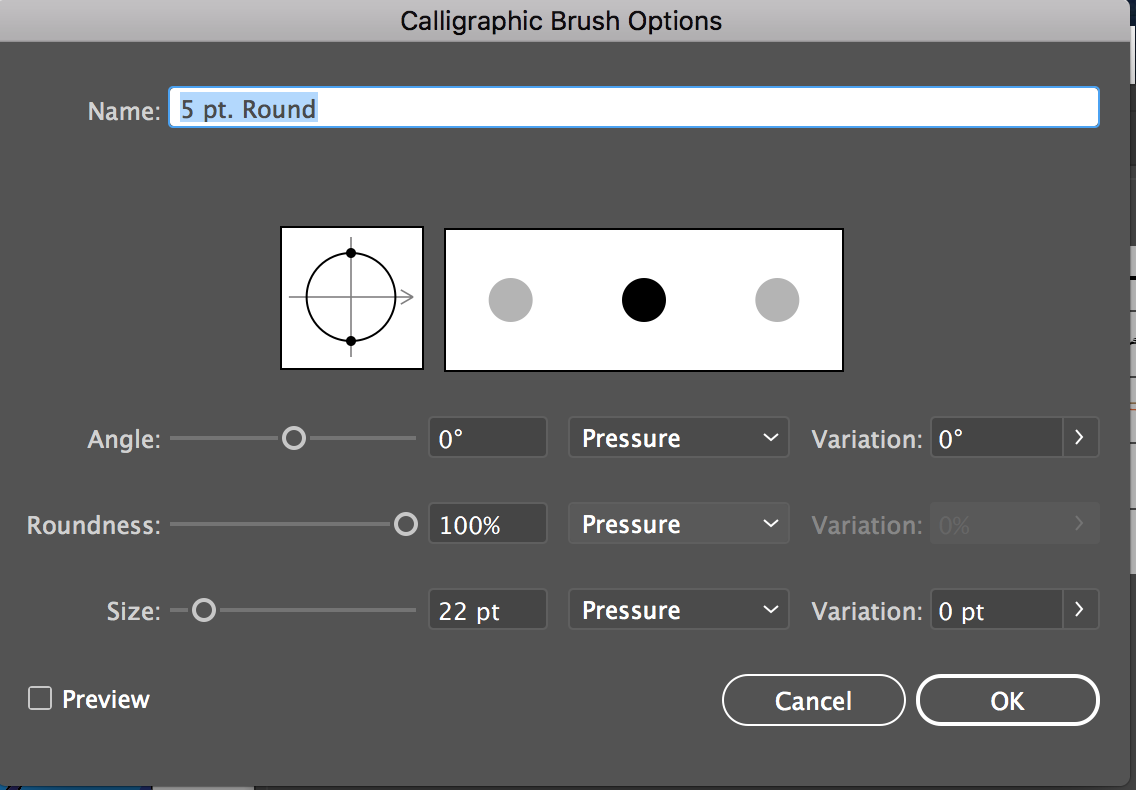 Calligraphic Brush Options
Name: 5 pt. Round
Angle: 0° Pressure Variation: 0°
Roundness: 100% Pressure Variation: 0%
Size: 22 pt Pressure Variation: 0 pt
Preview Cancel OK